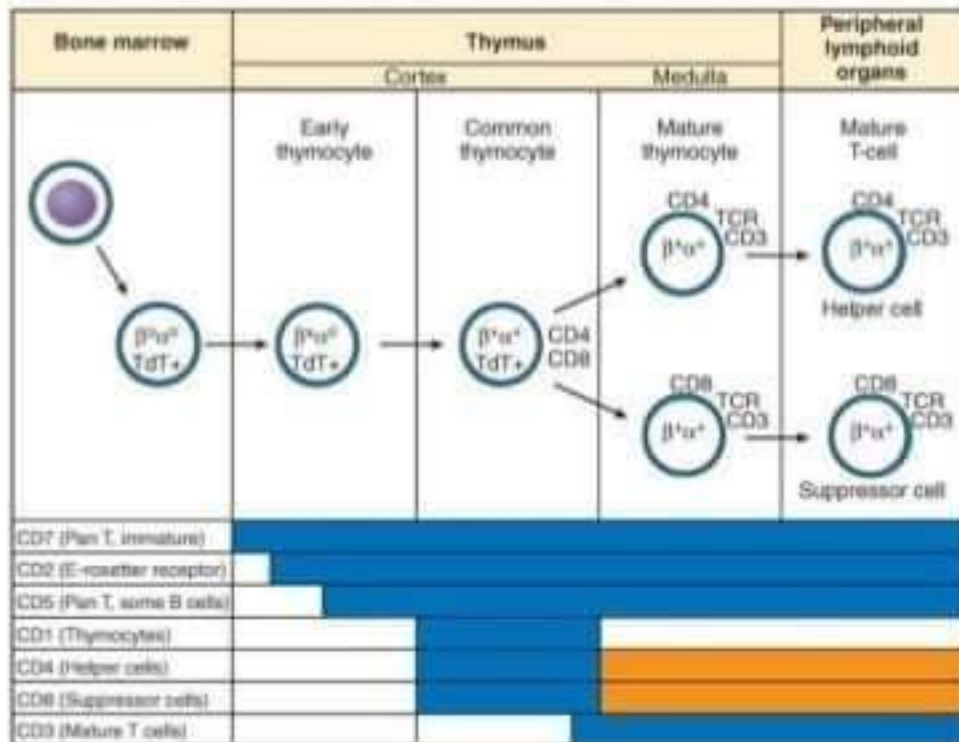 Bone marrow
Thymus
Peripheral
lymphoid
organs
Cortex
Medulla
Early
thymocyte
Common
thymocyte
Mature
thymocyte
Mature
T-cell
CD4
TCR
CD3
β⁺α⁺
CD4
TCR
CD3
β⁺α⁺
Helper cell
β⁰α⁰
TdT+
β⁺α⁰
TdT+
β⁺α⁺
TdT+
CD4
CD8
CD8
TCR
CD3
β⁺α⁺
CD8
TCR
CD3
β⁺α⁺
Suppressor cell
CD7 (Pan T, immature)
CD2 (E-rosetter receptor)
CD5 (Pan T, some B cells)
CD1 (Thymocytes)
CD4 (Helper cells)
CD8 (Suppressor cells)
CD3 (Mature T cells)